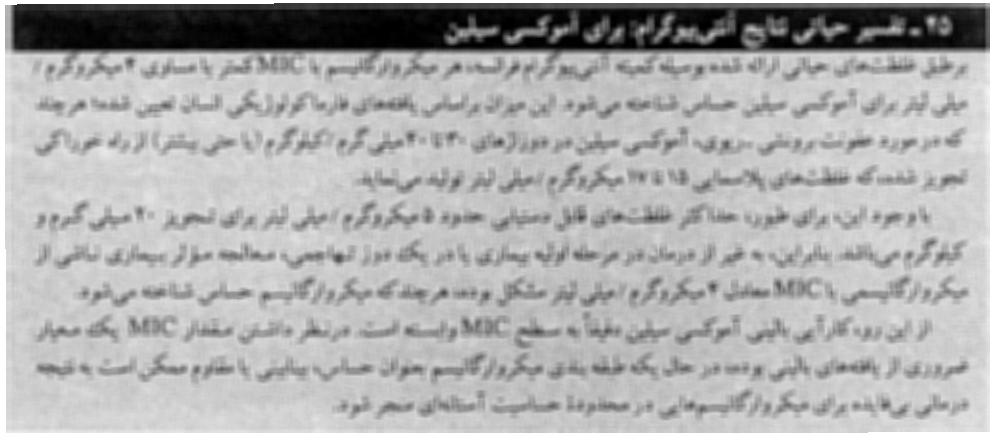 ۲۵ ـ تفسیر حیاتی نتایج آنتی‌بیوگرام: برای آموکسی سیلین
برطبق غلظت‌های حیاتی ارائه شده بوسیله کمیته آنتی‌بیوگرام فرانسه، هر میکروارگانیسم با MIC کمتر یا مساوی ۴ میکروگرم /
میلی لیتر برای آموکسی سیلین حساس شناخته می‌شود. این میزان براساس یافته‌های فارماکولوژیکی انسان تعیین شده؛ هرچند
که در مورد عفونت برونشی ـ ریوی، آموکسی سیلین در دوزاژهای ۳۰ تا ۴۰ میلی گرم / کیلوگرم (یا حتی بیشتر) از راه خوراکی
تجویز شده، که غلظت‌های پلاسمایی ۱۵ تا ۱۷ میکروگرم / میلی لیتر تولید می‌نماید.
با وجود این، برای طیور، حداکثر غلظت‌های قابل دستیابی حدود ۵ میکروگرم / میلی لیتر برای تجویز ۲۰ میلی گرم و
کیلوگرم می‌باشد. بنابراین، به غیر از درمان در مرحله اولیه بیماری یا در یک دوز تهاجمی، معالجه مؤثر بیماری ناشی از
میکروارگانیسمی با MIC معادل ۴ میکروگرم / میلی لیتر مشکل بوده، هرچند که میکروارگانیسم حساس شناخته می‌شود.
از این رو، کارآیی بالینی آموکسی سیلین دقیقاً به سطح MIC وابسته است. درنظر داشتن مقدار MIC یک معیار
ضروری از یافته‌های بالینی بوده، در حال یکه طبقه بندی میکروارگانیسم بعنوان حساس، بینابینی یا مقاوم ممکن است به نتیجه
درمانی بی‌فایده برای میکروارگانیسم‌هایی در محدودهٔ حساسیت آستانه‌ای منجر شود.